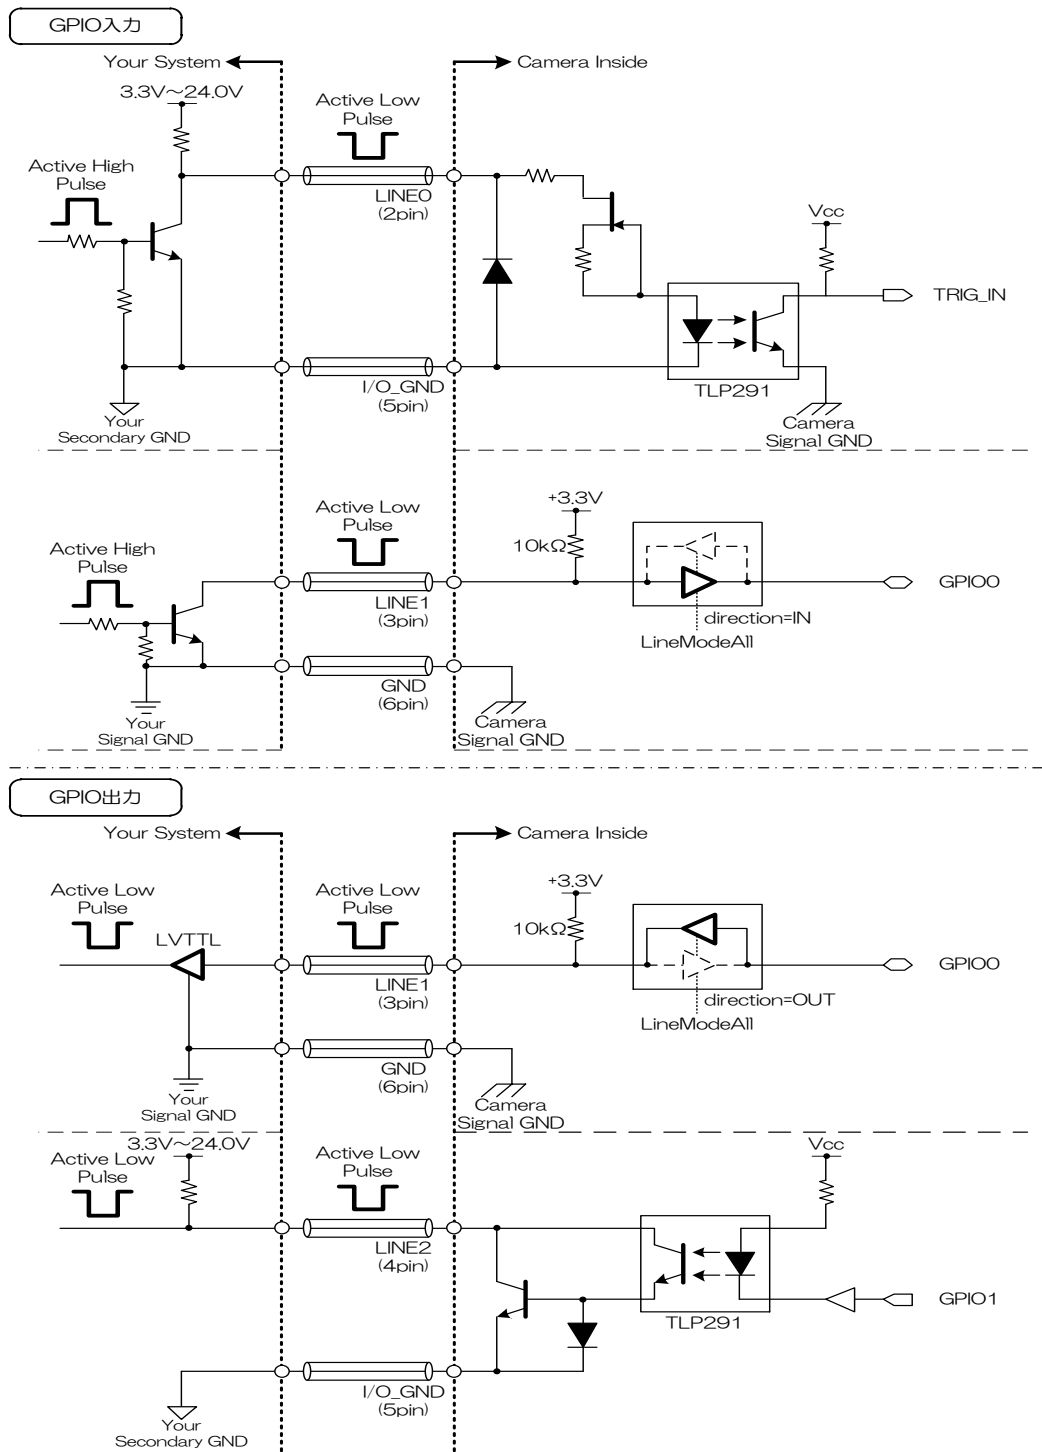 GPIO入力
Your System
Camera Inside
3.3V～24.0V
Active Low
Pulse
Active High
Pulse
LINE0
(2pin)
Vcc
TRIG_IN
I/O_GND
(5pin)
TLP291
Your
Secondary GND
Camera
Signal GND
+3.3V
Active Low
Pulse
10kΩ
Active High
Pulse
GPIO0
LINE1
(3pin)
direction=IN
LineModeAll
GND
(6pin)
Your
Signal GND
Camera
Signal GND
GPIO出力
Your System
Camera Inside
+3.3V
Active Low
Pulse
Active Low
Pulse
10kΩ
LVTTL
GPIO0
LINE1
(3pin)
direction=OUT
LineModeAll
GND
(6pin)
Your
Signal GND
Camera
Signal GND
3.3V～24.0V
Vcc
Active Low
Pulse
Active Low
Pulse
LINE2
(4pin)
GPIO1
TLP291
I/O_GND
(5pin)
Your
Secondary GND